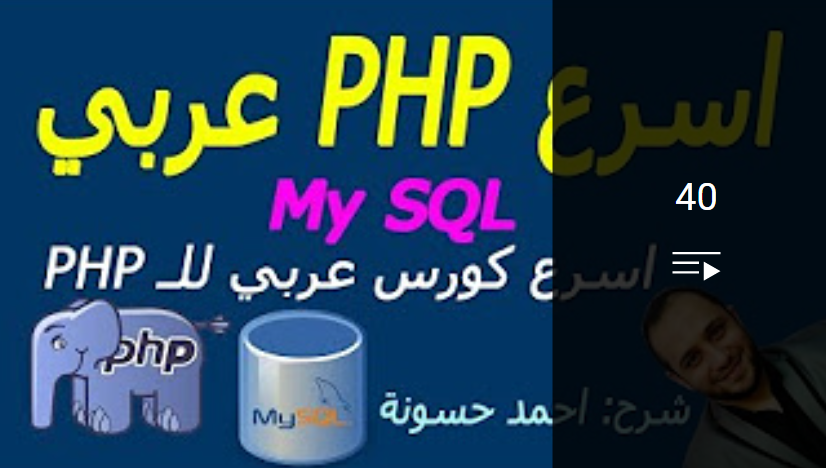 اسرع PHP عربي
My SQL
40
اسرع كورس عربي للـ PHP
php
MySQL
شرح: احمد حسونة